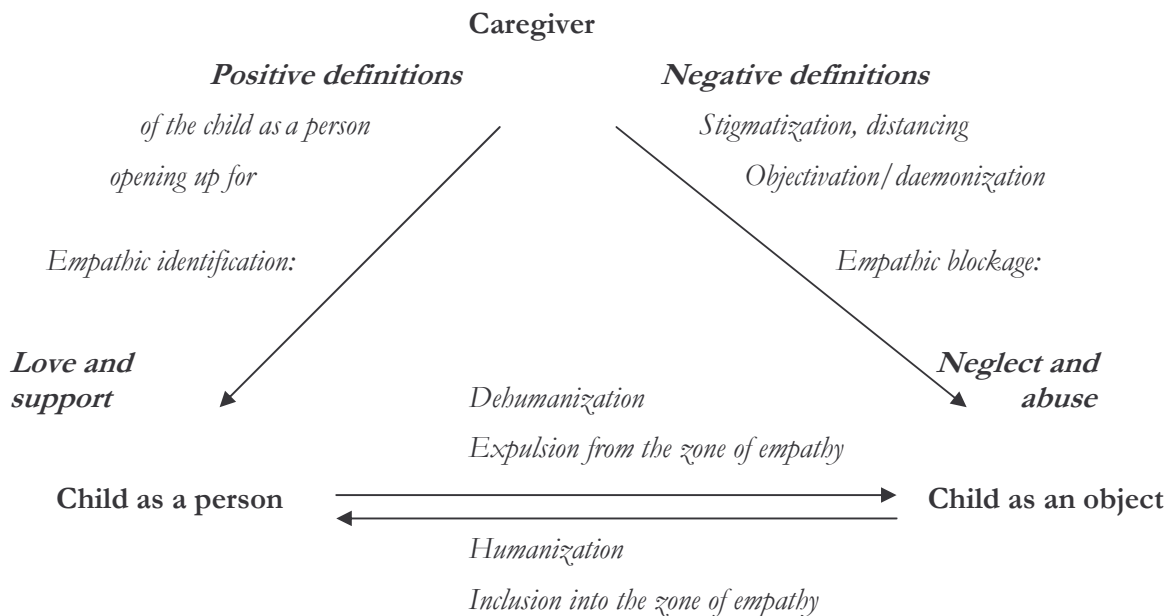 Caregiver
Positive definitions
Negative definitions
of the child as a person
Stigmatization, distancing
opening up for
Objectivation/daemonization
Empathic identification:
Empathic blockage:
Love and
support
Neglect and
abuse
Dehumanization
Expulsion from the zone of empathy
Child as a person
Child as an object
Humanization
Inclusion into the zone of empathy